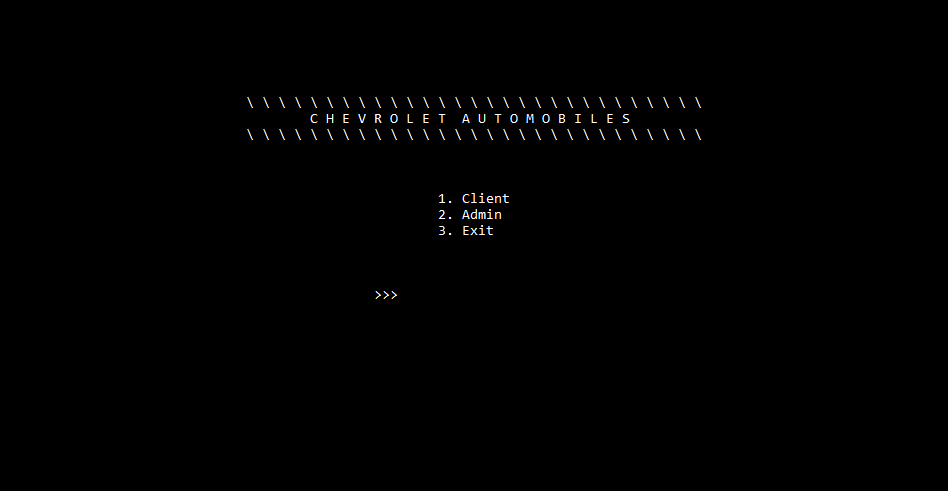 \ \ \ \ \ \ \ \ \ \ \ \ \ \ \ \ \ \ \ \ \ \ \ \ \ \ \ \ \
C H E V R O L E T  A U T O M O B I L E S
\ \ \ \ \ \ \ \ \ \ \ \ \ \ \ \ \ \ \ \ \ \ \ \ \ \ \ \ \
1. Client
2. Admin
3. Exit
>>>